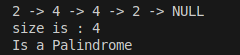 2 -> 4 -> 4 -> 2 -> NULL
size is : 4
Is a Palindrome